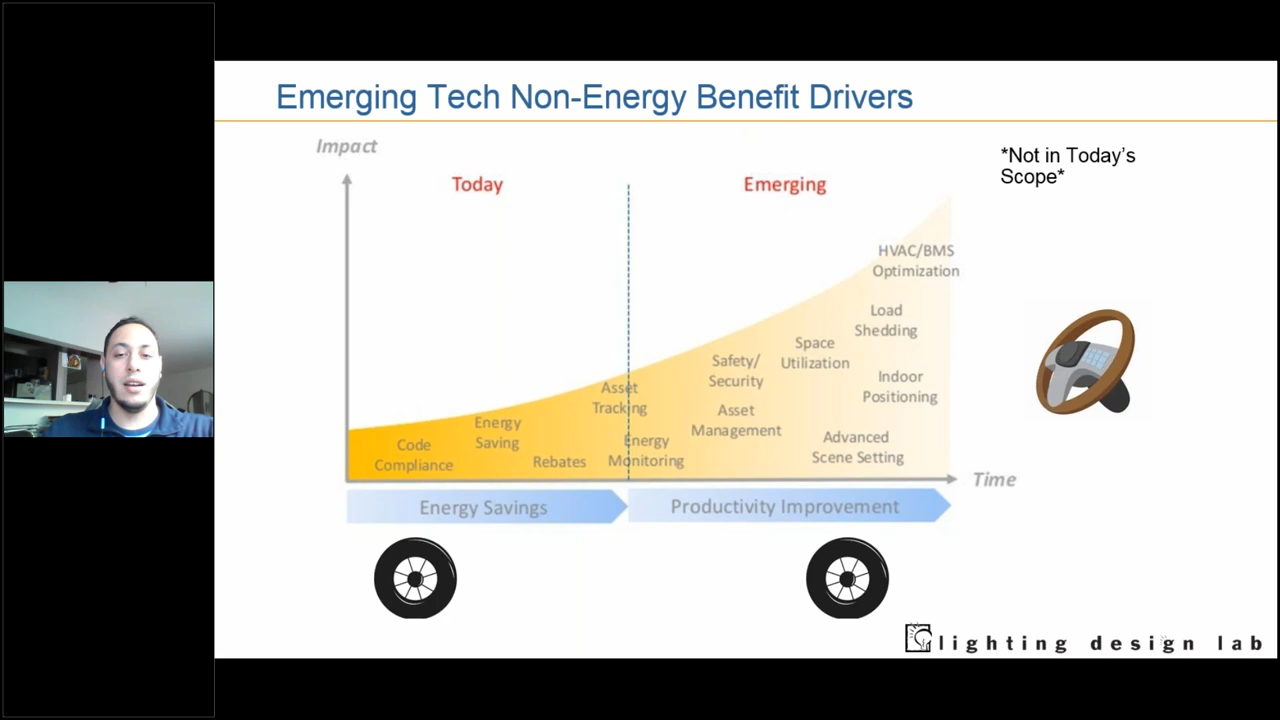 Emerging Tech Non-Energy Benefit Drivers
Impact
*Not in Today's
Scope*
Today
Emerging
HVAC/BMS
Optimization
Load
Shedding
Space
Utilization
Safety/
Security
Indoor
Positioning
Asset
Tracking
Asset
Management
Energy
Saving
Advanced
Scene Setting
Code
Compliance
Rebates
Energy
Monitoring
Time
Energy Savings
Productivity Improvement
lighting design lab